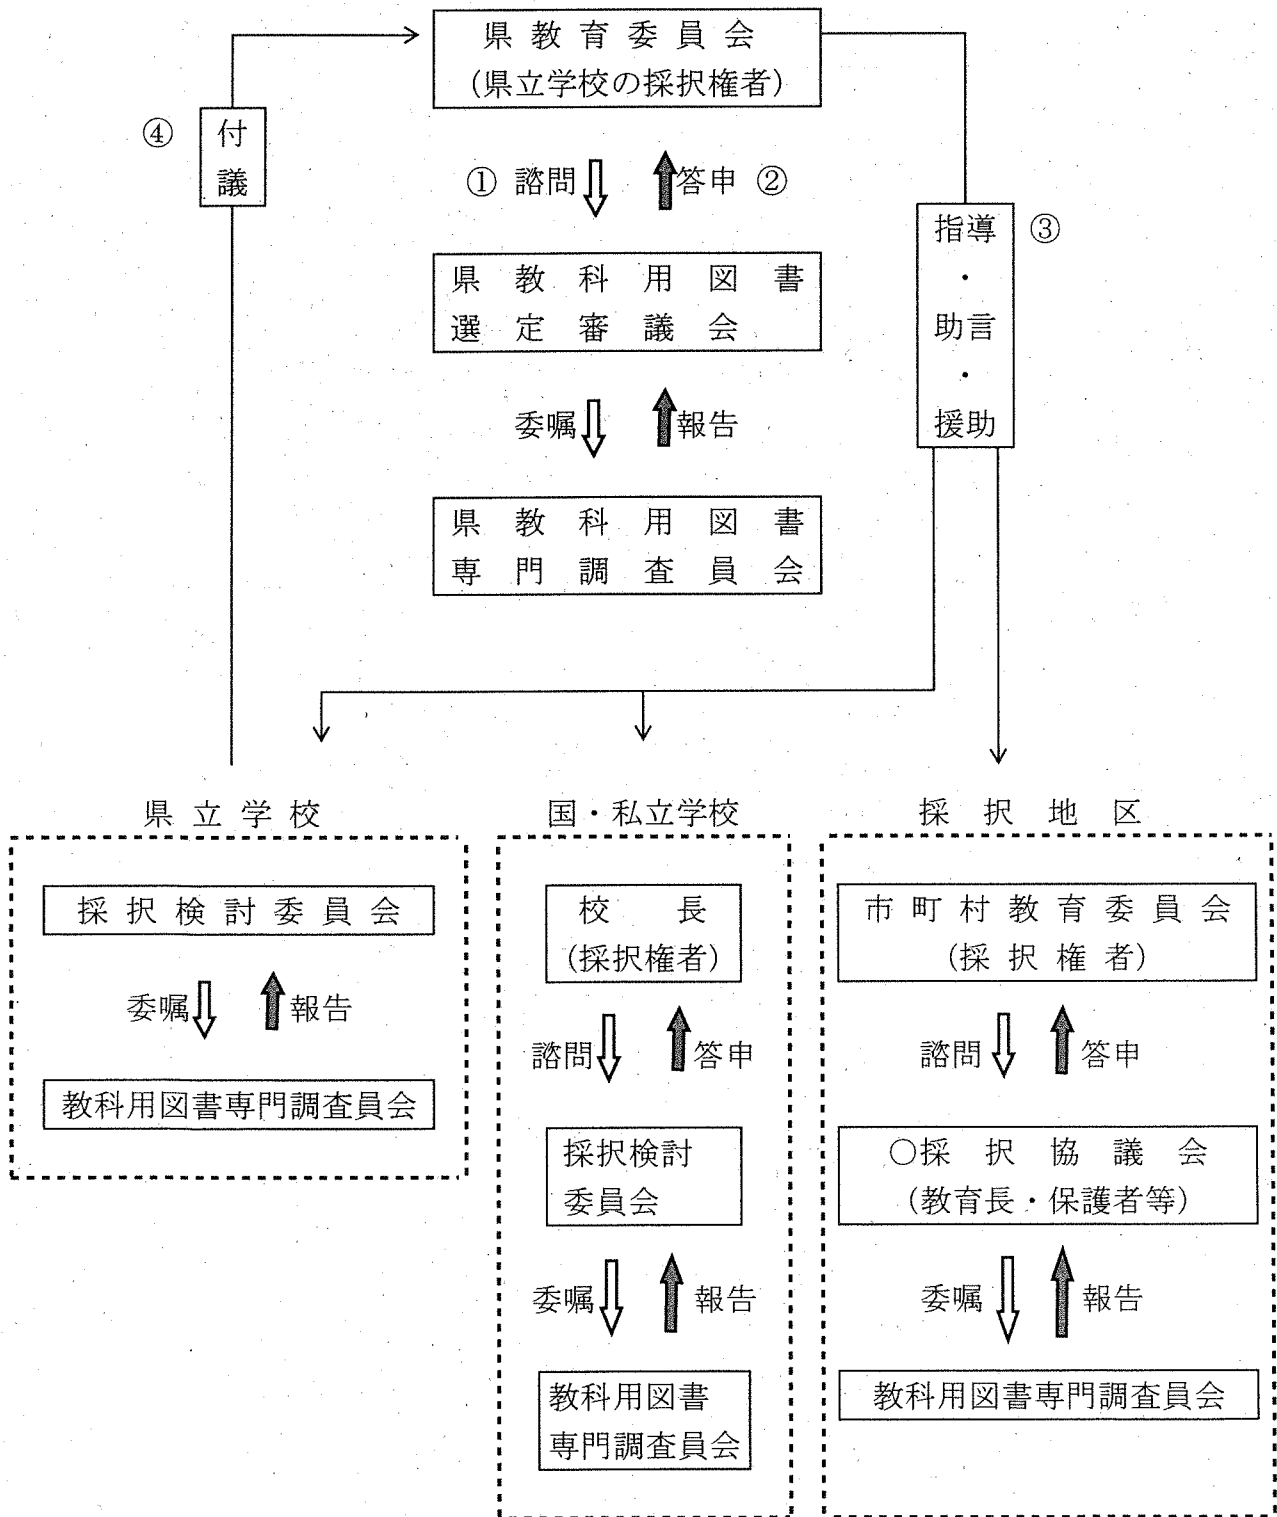 県教育委員会
(県立学校の採択権者)
④
付
議
① 諮問
答申 ②
指導
・
助言
・
援助
③
県教科用図書
選定審議会
委嘱
報告
県教科用図書
専門調査員会
県立学校
採択検討委員会
委嘱
報告
教科用図書専門調査員会
国・私立学校
校長
(採択権者)
諮問
答申
採択検討
委員会
委嘱
報告
教科用図書
専門調査員会
採択地区
市町村教育委員会
(採択権者)
諮問
答申
○採択協議会
(教育長・保護者等)
委嘱
報告
教科用図書専門調査員会